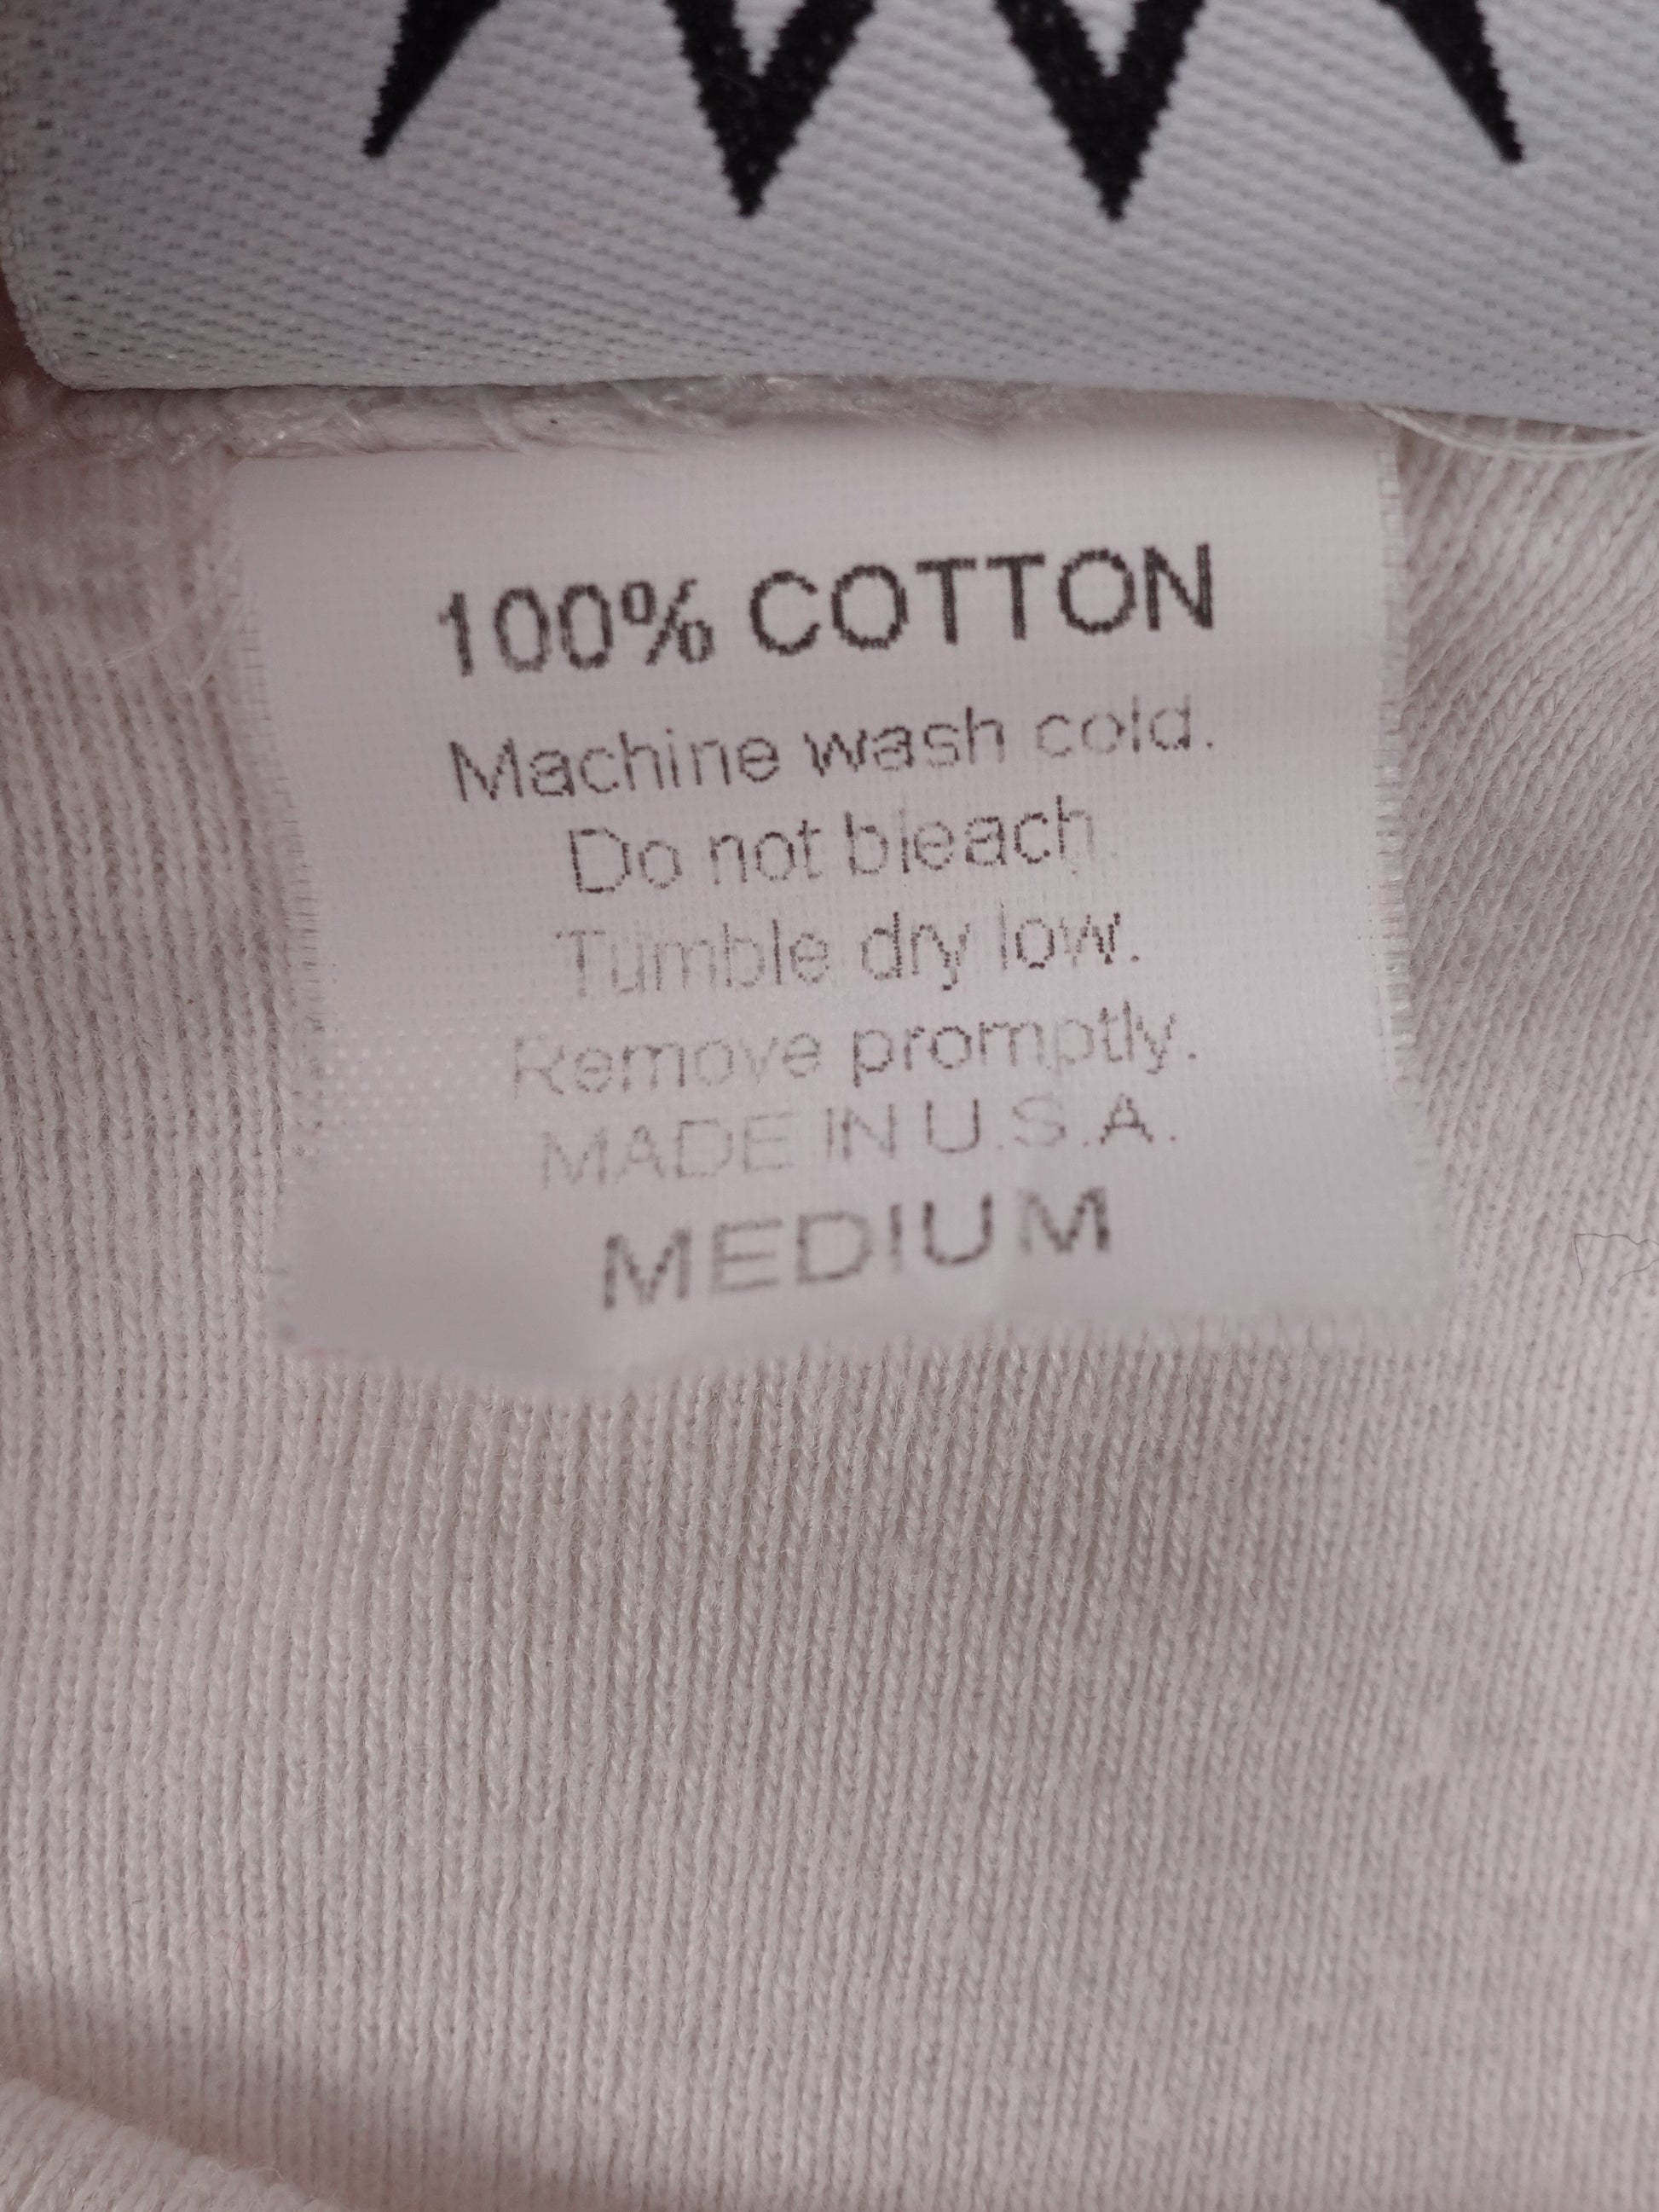 100% COTTON
Machine wash cold.
Do not bleach.
Tumble dry low.
Remove promptly.
MADE IN U.S.A.
MEDIUM